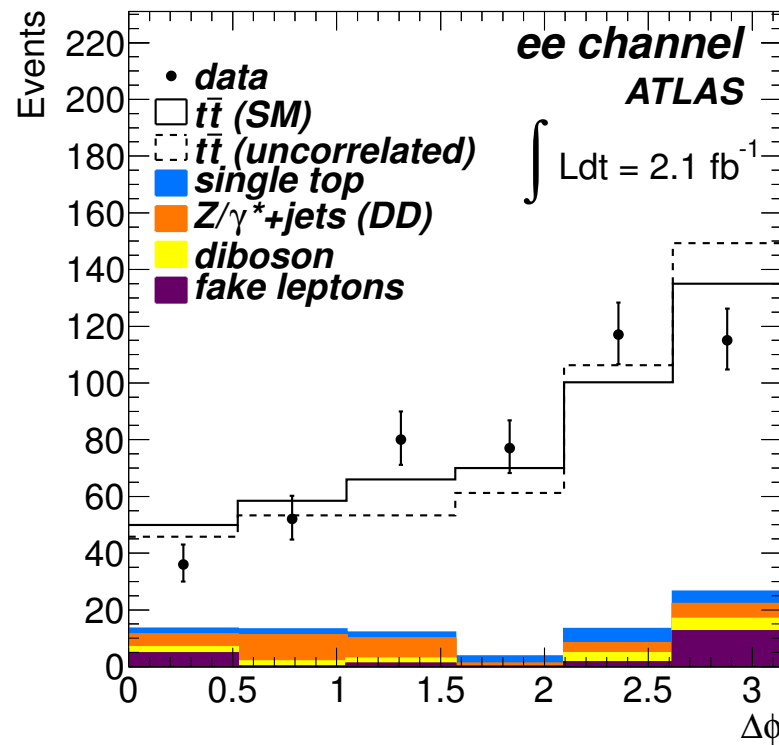 Events
220
200
180
160
140
120
100
80
60
40
20
0
ee channel
ATLAS
∫ Ldt = 2.1 fb⁻¹
data
tt̄ (SM)
tt̄ (uncorrelated)
single top
Z/γ*+jets (DD)
diboson
fake leptons
0 0.5 1 1.5 2 2.5 3
Δϕ